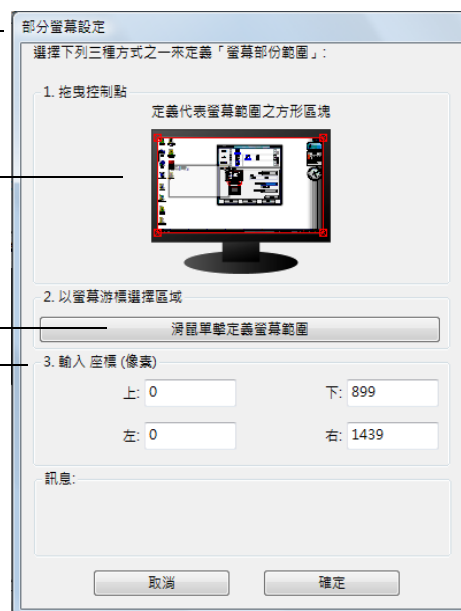 部分螢幕設定
選擇下列三種方式之一來定義「螢幕部份範圍」:
1. 拖曳控制點
定義代表螢幕範圍之方形區塊
2. 以螢幕游標選擇區域
滑鼠單擊定義螢幕範圍
3. 輸入 座標 (像素)
上: 0 下: 899
左: 0 右: 1439
訊息:
取消 確定